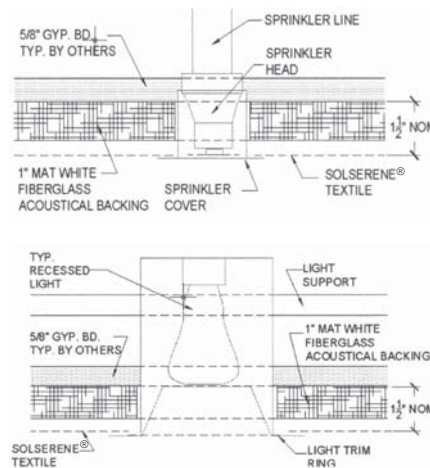 SPRINKLER LINE
5/8" GYP. BD.
TYP. BY OTHERS
SPRINKLER
HEAD
1½" NOM
1" MAT WHITE
FIBERGLASS
ACOUSTICAL BACKING
SPRINKLER
COVER
SOLSERENE®
TEXTILE
TYP.
RECESSED
LIGHT
LIGHT
SUPPORT
5/8" GYP. BD.
TYP. BY OTHERS
1" MAT WHITE
FIBERGLASS
ACOUSTICAL BACKING
1½" NOM
SOLSERENE®
TEXTILE
LIGHT TRIM
RING